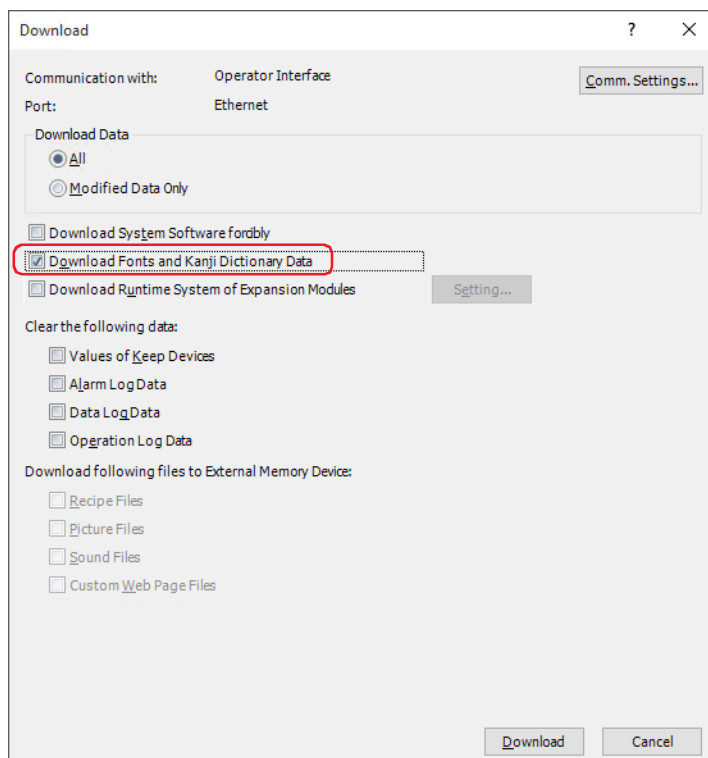 Download
?
Communication with: Operator Interface
Comm. Settings...
Port: Ethernet
Download Data
All
Modified Data Only
Download System Software forcibly
Download Fonts and Kanji Dictionary Data
Download Runtime System of Expansion Modules Setting...
Clear the following data:
Values of Keep Devices
Alarm Log Data
Data Log Data
Operation Log Data
Download following files to External Memory Device:
Recipe Files
Picture Files
Sound Files
Custom Web Page Files
Download Cancel